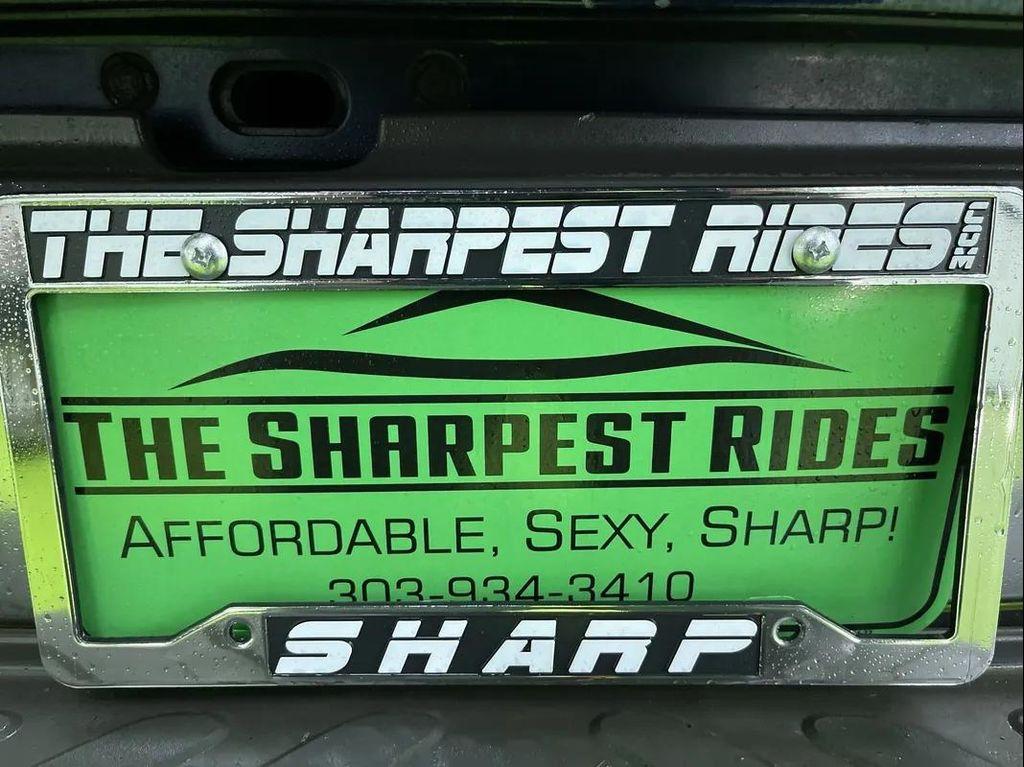 THE SHARPEST RIDES.COM
THE SHARPEST RIDES
AFFORDABLE, SEXY, SHARP!
303-934-3410
SHARP